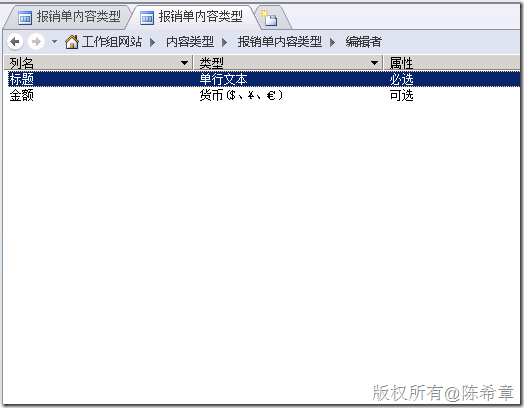 报销单内容类型 报销单内容类型
工作组网站 内容类型 报销单内容类型 编辑者
列名 类型 属性
标题 单行文本 必选
金额 货币($、¥、€) 可选
版权所有@陈希章